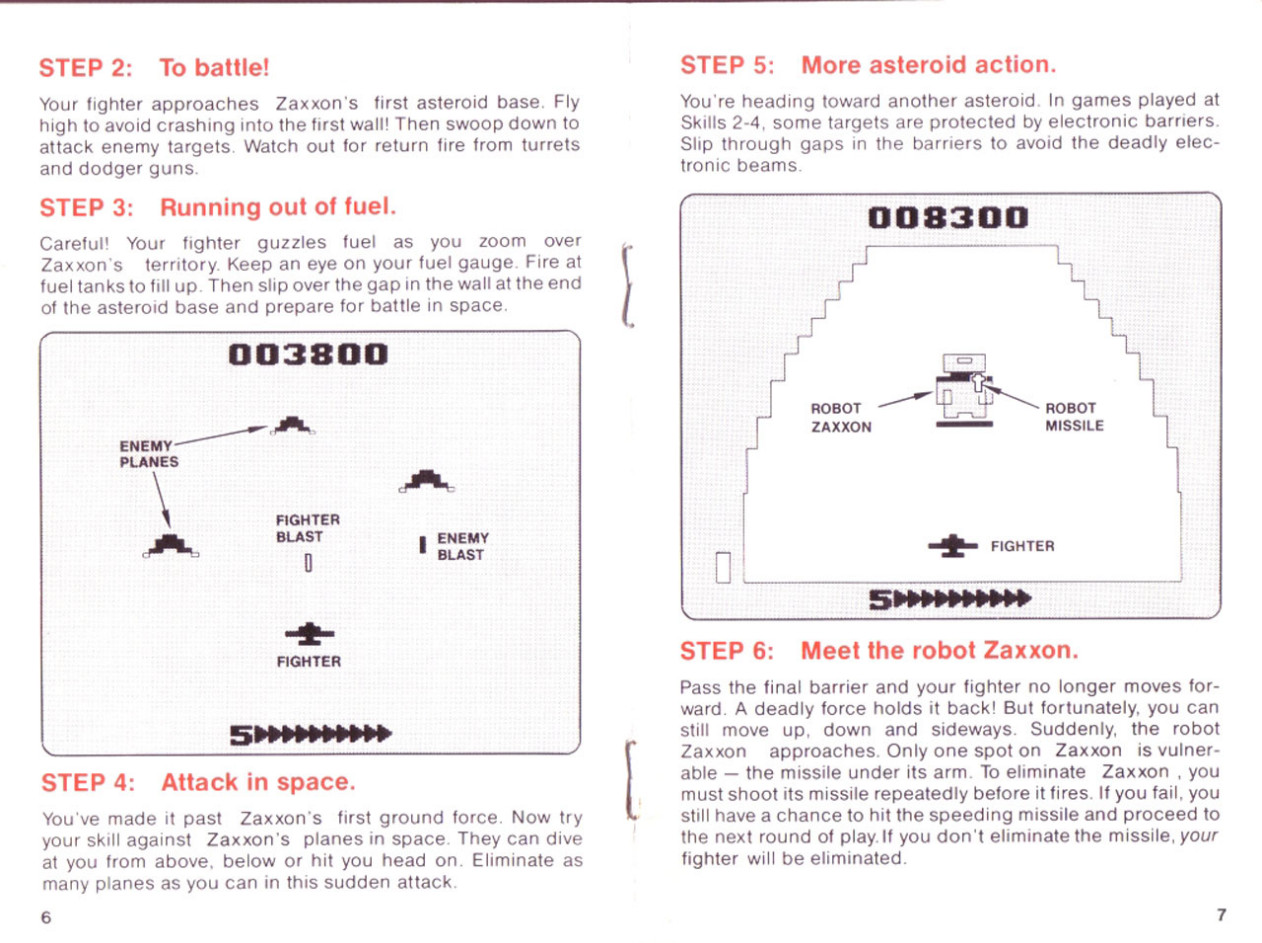 STEP 2: To battle!
Your fighter approaches Zaxxon's first asteroid base. Fly
high to avoid crashing into the first wall! Then swoop down to
attack enemy targets. Watch out for return fire from turrets
and dodger guns.
STEP 3: Running out of fuel.
Careful! Your fighter guzzles fuel as you zoom over
Zaxxon's territory. Keep an eye on your fuel gauge. Fire at
fuel tanks to fill up. Then slip over the gap in the wall at the end
of the asteroid base and prepare for battle in space.
003800
ENEMY
PLANES
FIGHTER
BLAST
ENEMY
BLAST
FIGHTER
5
STEP 4: Attack in space.
You've made it past Zaxxon's first ground force. Now try
your skill against Zaxxon's planes in space. They can dive
at you from above, below or hit you head on. Eliminate as
many planes as you can in this sudden attack.
6
STEP 5: More asteroid action.
You're heading toward another asteroid. In games played at
Skills 2-4, some targets are protected by electronic barriers.
Slip through gaps in the barriers to avoid the deadly elec-
tronic beams.
008300
ROBOT
ZAXXON
ROBOT
MISSILE
FIGHTER
5
STEP 6: Meet the robot Zaxxon.
Pass the final barrier and your fighter no longer moves for-
ward. A deadly force holds it back! But fortunately, you can
still move up, down and sideways. Suddenly, the robot
Zaxxon approaches. Only one spot on Zaxxon is vulner-
able — the missile under its arm. To eliminate Zaxxon , you
must shoot its missile repeatedly before it fires. If you fail, you
still have a chance to hit the speeding missile and proceed to
the next round of play. If you don't eliminate the missile, your
fighter will be eliminated.
7